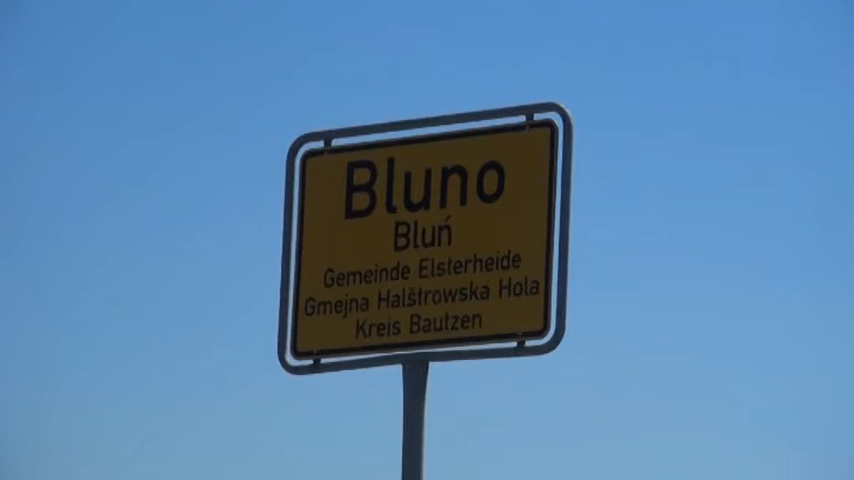 Bluno
Bluń
Gemeinde Elsterheide
Gmejna Halštrowska Hola
Kreis Bautzen